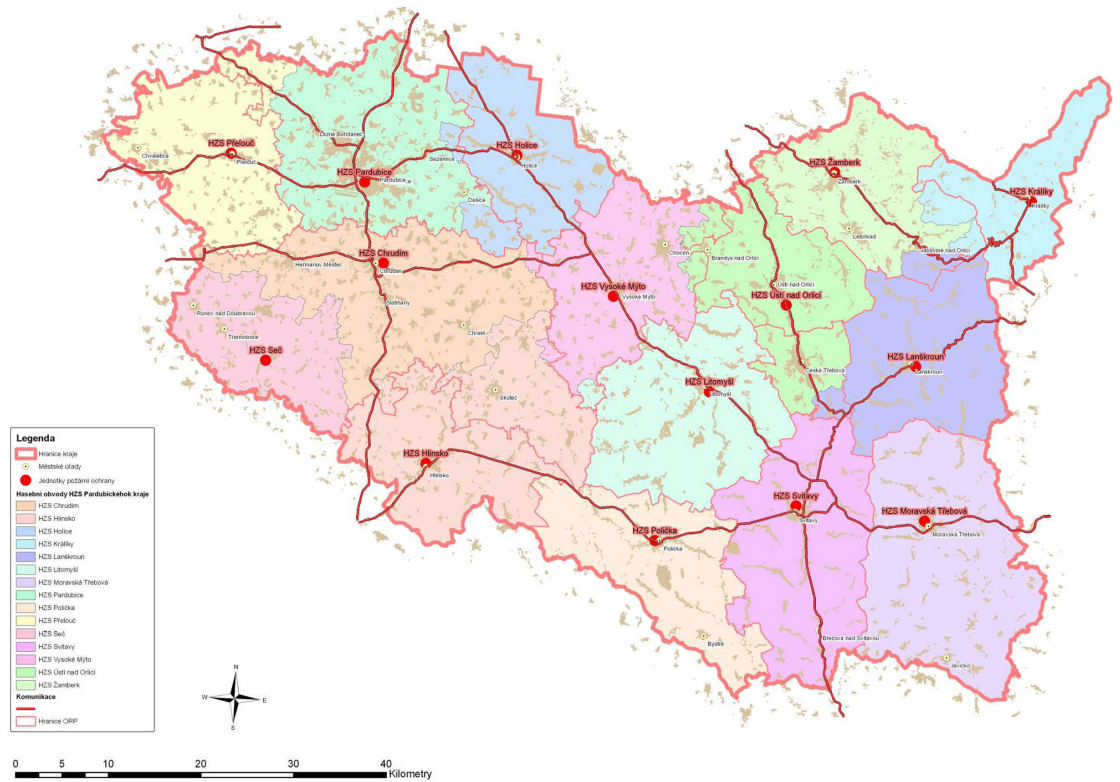 HZS Přelouč
Chvaletice
Přelouč
Lázně Bohdaneč
HZS Pardubice
Pardubice
Sezemice
Dašice
HZS Holice
Holice
HZS Žamberk
Žamberk
HZS Králíky
Králíky
Letohrad
Jablonné nad Orlicí
HZS Chrudim
Chrudim
Heřmanův Městec
Slatiňany
Choceň
Brandýs nad Orlicí
HZS Vysoké Mýto
Vysoké Mýto
Ústí nad Orlicí
HZS Ústí nad Orlicí
Ronov nad Doubravou
Třemošnice
HZS Seč
Chrast
HZS Lanškroun
Lanškroun
Česká Třebová
HZS Litomyšl
Litomyšl
Skuteč
HZS Hlinsko
Hlinsko
HZS Svitavy
Svitavy
HZS Moravská Třebová
Moravská Třebová
HZS Polička
Polička
Bystré
Březová nad Svitavou
Jevíčko
Legenda
Hranice kraje
Městské úřady
Jednotky požární ochrany
Hasební obvody HZS Pardubickéhok kraje
HZS Chrudim
HZS Hlinsko
HZS Holice
HZS Králíky
HZS Lanškroun
HZS Litomyšl
HZS Moravská Třebová
HZS Pardubice
HZS Polička
HZS Přelouč
HZS Seč
HZS Svitavy
HZS Vysoké Mýto
HZS Ústí nad Orlicí
HZS Žamberk
Komunikace
Hranice ORP
N
W E
S
0 5 10 20 30 40
Kilometry